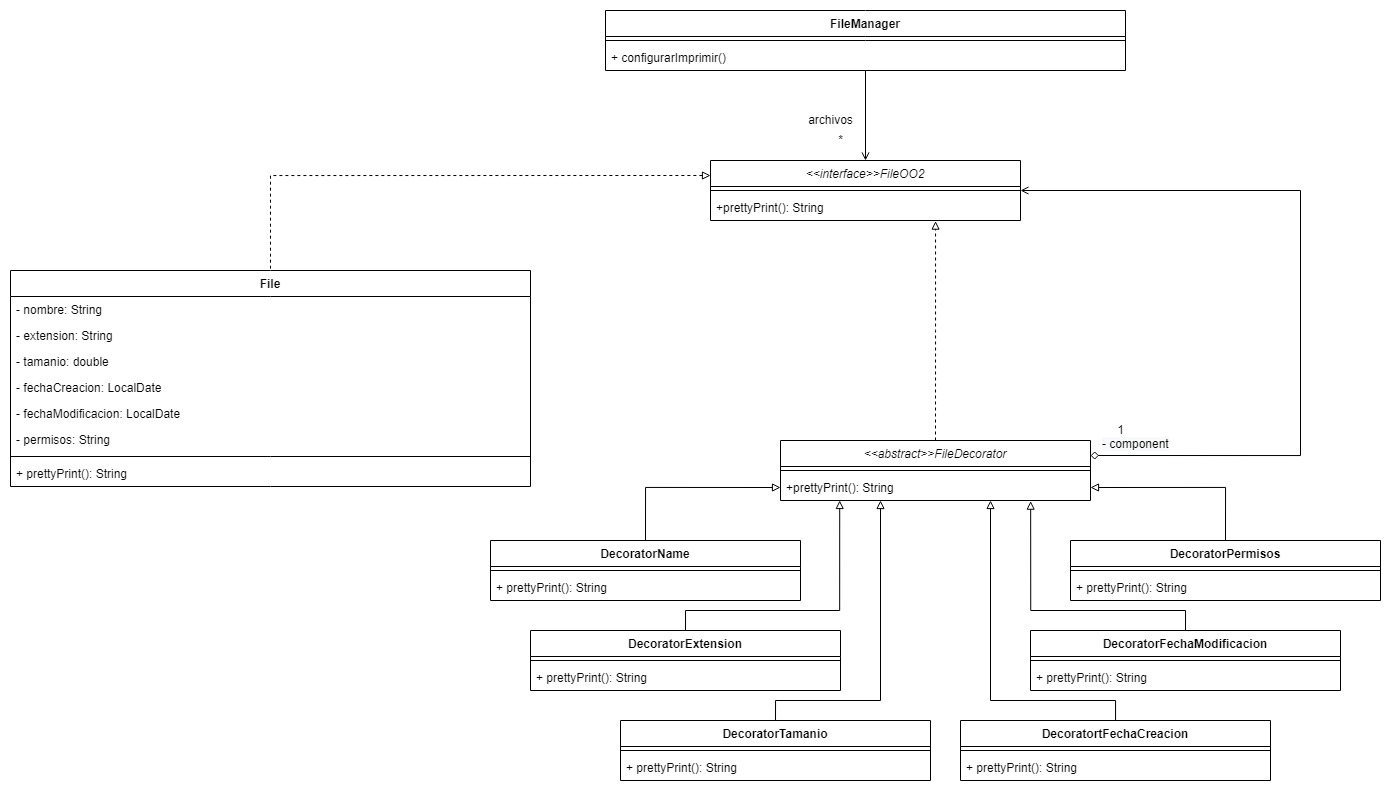 FileManager
+ configurarImprimir()
archivos
*
<<interface>>FileOO2
+prettyPrint(): String
File
- nombre: String
- extension: String
- tamanio: double
- fechaCreacion: LocalDate
- fechaModificacion: LocalDate
- permisos: String
+ prettyPrint(): String
1
- component
<<abstract>>FileDecorator
+prettyPrint(): String
DecoratorName
+ prettyPrint(): String
DecoratorPermisos
+ prettyPrint(): String
DecoratorExtension
+ prettyPrint(): String
DecoratorFechaModificacion
+ prettyPrint(): String
DecoratorTamanio
+ prettyPrint(): String
DecoratortFechaCreacion
+ prettyPrint(): String